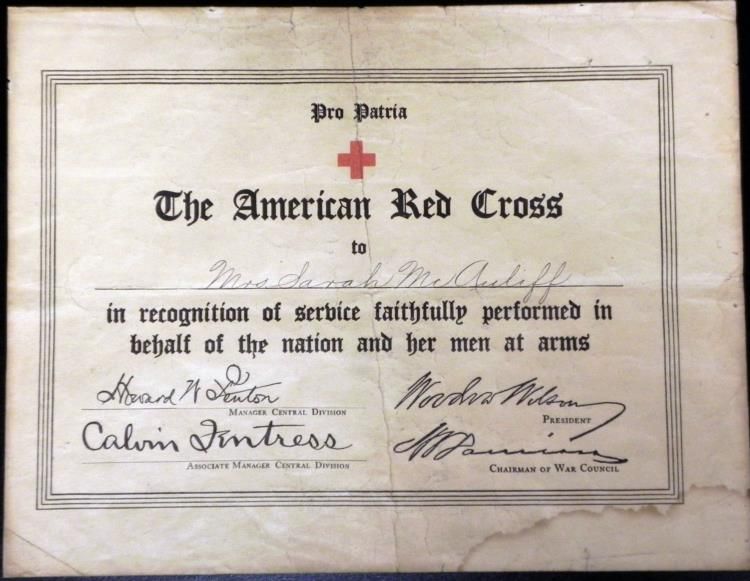 Pro Patria
The American Red Cross
to
Mrs Sarah McAuliff
in recognition of service faithfully performed in
behalf of the nation and her men at arms
Howard W Fenton
MANAGER CENTRAL DIVISION
Calvin Fentress
ASSOCIATE MANAGER CENTRAL DIVISION
Woodrow Wilson
PRESIDENT
CHAIRMAN OF WAR COUNCIL